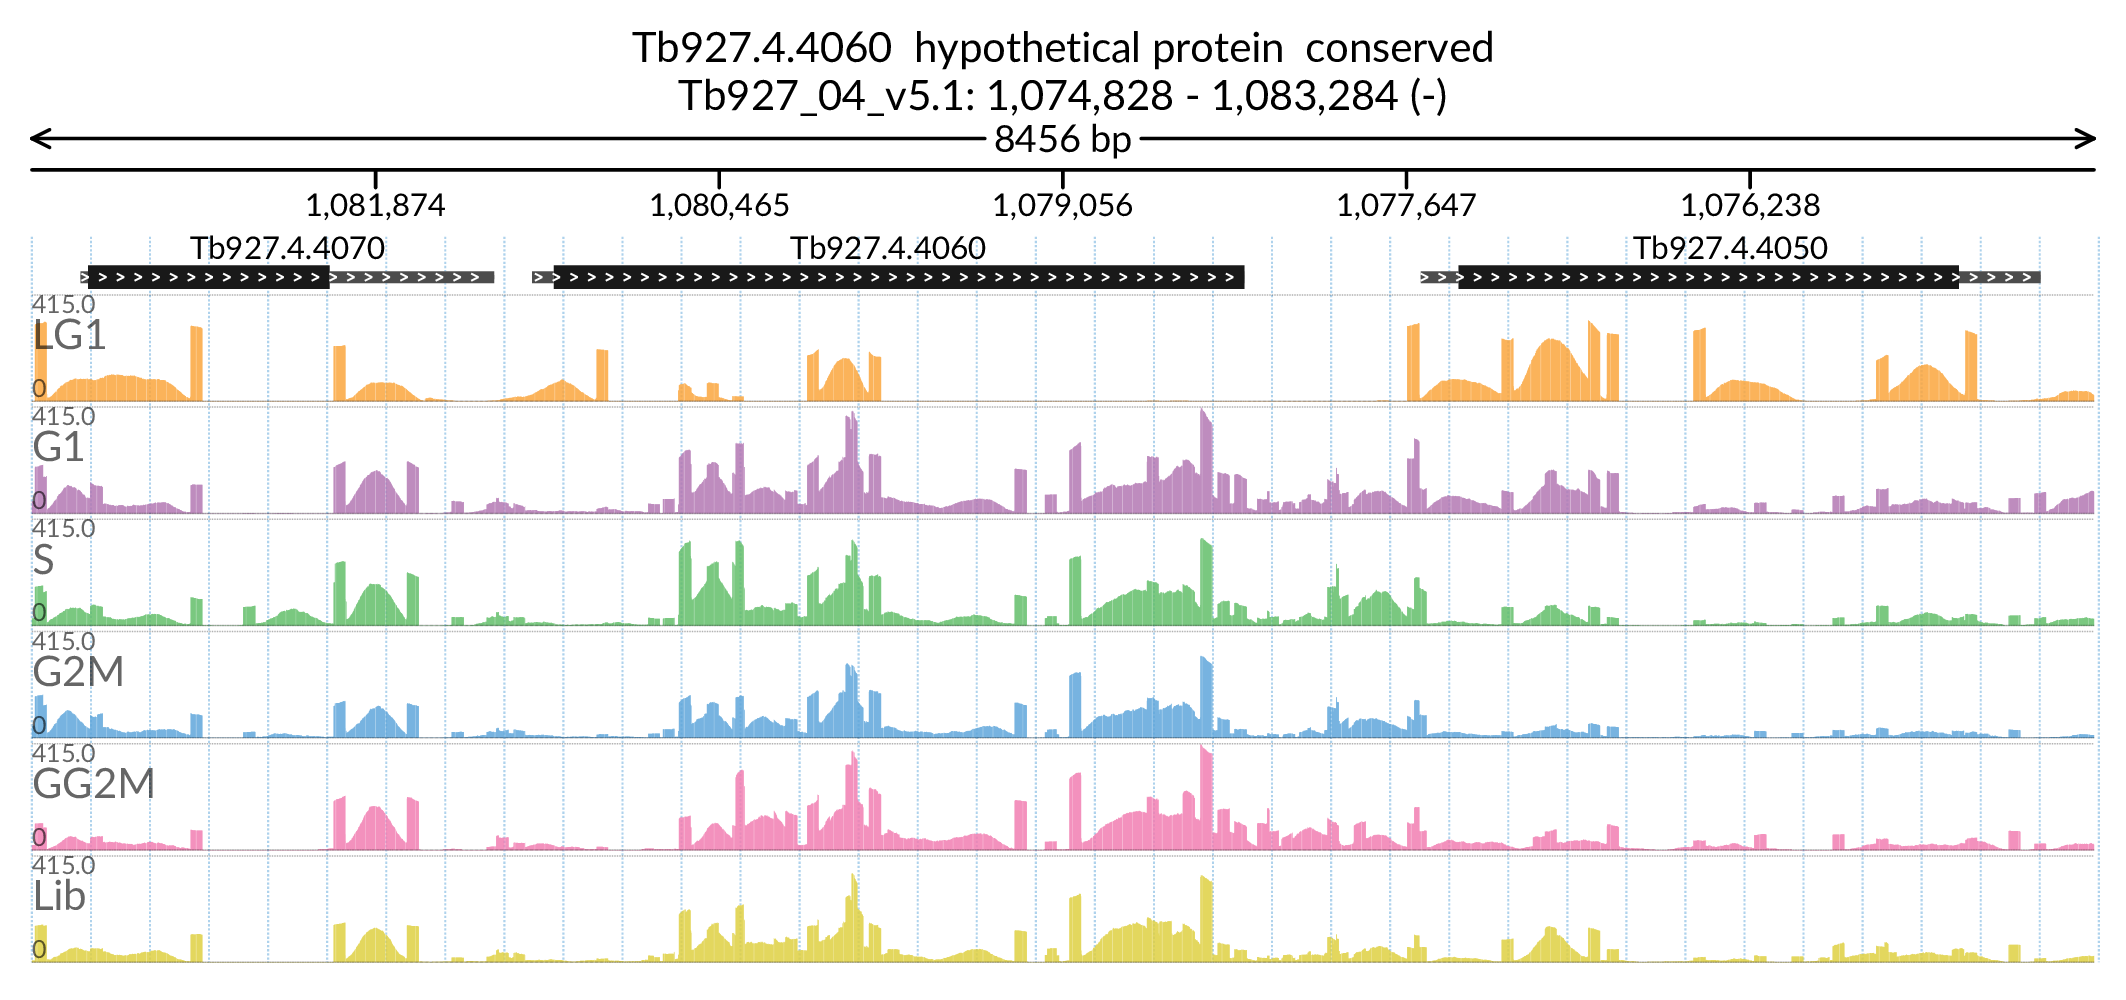 Tb927.4.4060  hypothetical protein  conserved
Tb927_04_v5.1: 1,074,828 - 1,083,284 (-)
8456 bp
1,081,874 1,080,465 1,079,056 1,077,647 1,076,238
Tb927.4.4070 Tb927.4.4060 Tb927.4.4050
415.0
LG1
0
415.0
G1
0
415.0
S
0
415.0
G2M
0
415.0
GG2M
0
415.0
Lib
0